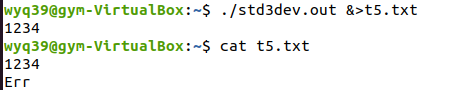 wyq39@gym-VirtualBox:~$ ./std3dev.out &>t5.txt
1234
wyq39@gym-VirtualBox:~$ cat t5.txt
1234
Err